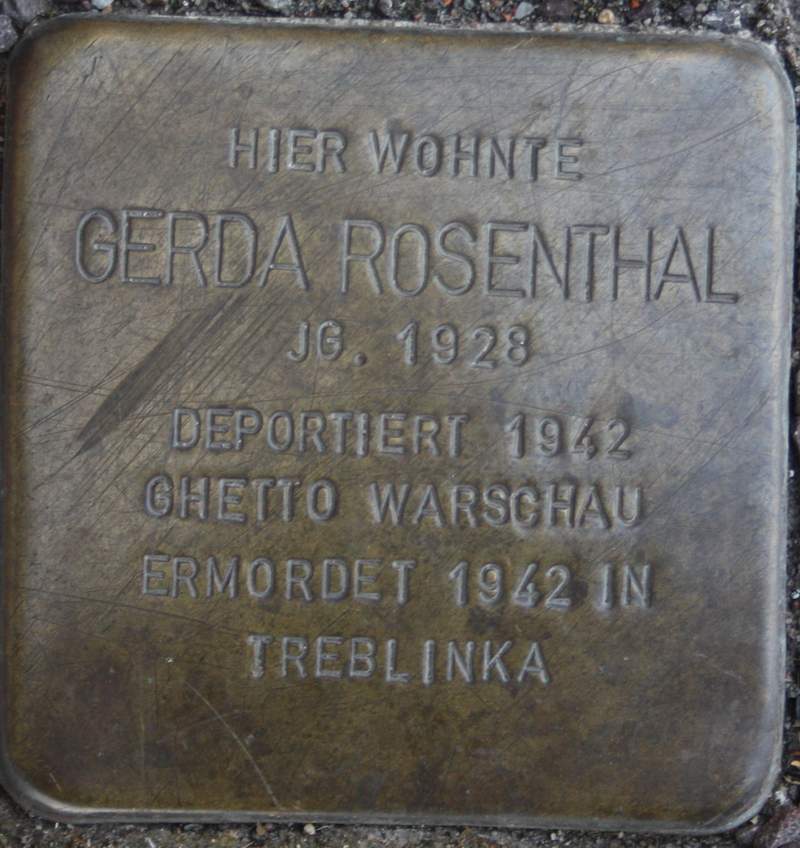 HIER WOHNTE
GERDA ROSENTHAL
JG. 1928
DEPORTIERT 1942
GHETTO WARSCHAU
ERMORDET 1942 IN
TREBLINKA